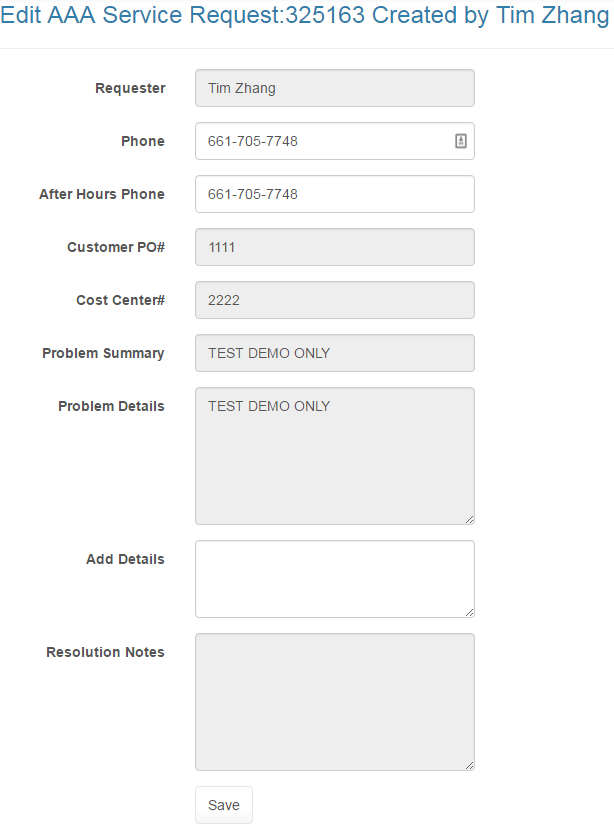 Edit AAA Service Request:325163 Created by Tim Zhang
Requester Tim Zhang
Phone 661-705-7748
After Hours Phone 661-705-7748
Customer PO# 1111
Cost Center# 2222
Problem Summary TEST DEMO ONLY
Problem Details TEST DEMO ONLY
Add Details
Resolution Notes
Save